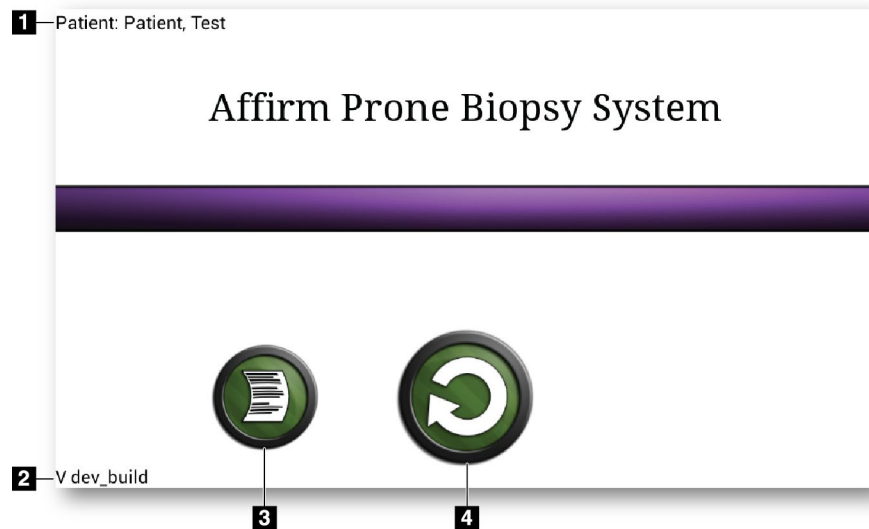 1 Patient: Patient, Test
Affirm Prone Biopsy System
2 V dev_build
3 4